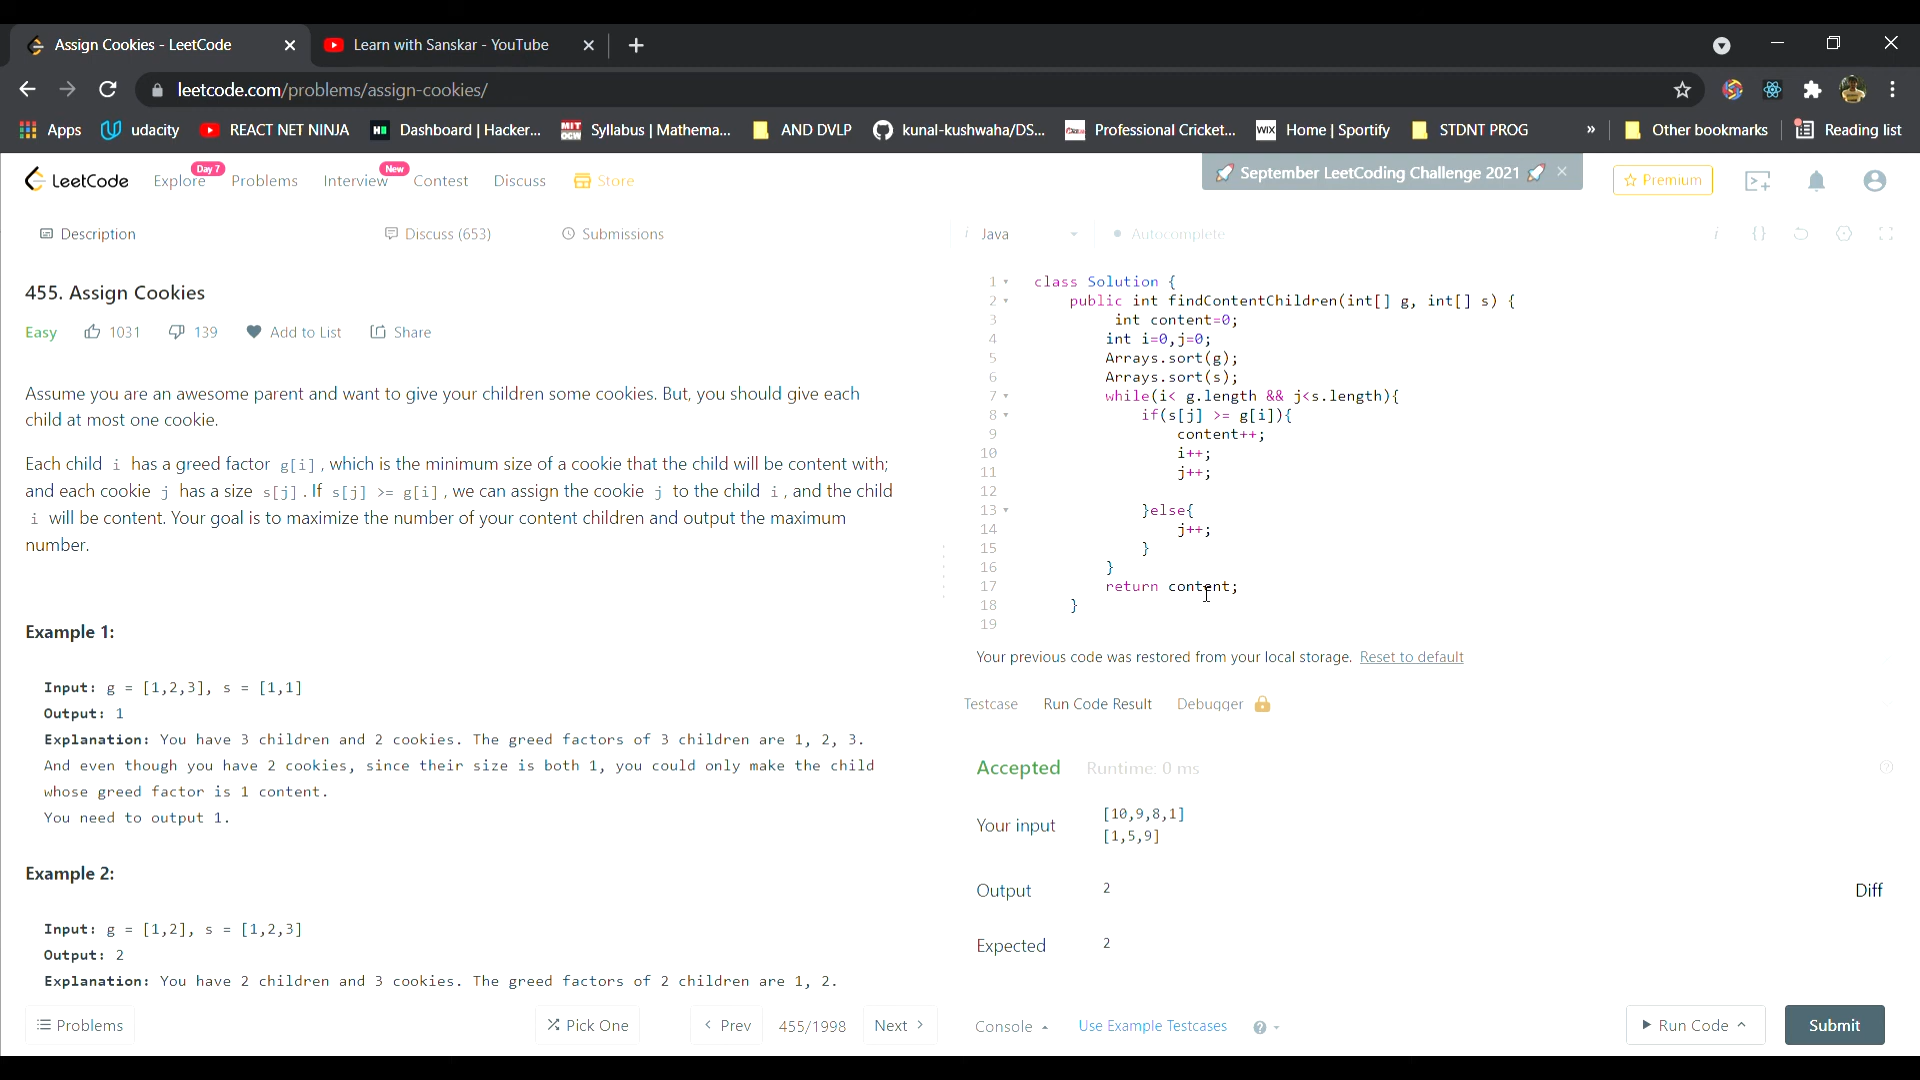 Assign Cookies - LeetCode
Learn with Sanskar - YouTube
leetcode.com/problems/assign-cookies/
Apps
udacity
REACT NET NINJA
Dashboard | Hacker...
Syllabus | Mathema...
AND DVLP
kunal-kushwaha/DS...
Professional Cricket...
WIX Home | Sportify
STDNT PROG
»
Other bookmarks
Reading list
LeetCode
Explore
Day 7
Problems
Interview
New
Contest
Discuss
Store
September LeetCoding Challenge 2021
Premium
Description
Discuss (653)
Submissions
i Java
Autocomplete
i {}
455. Assign Cookies
Easy 1031 139 Add to List Share
Assume you are an awesome parent and want to give your children some cookies. But, you should give each
child at most one cookie.
Each child i has a greed factor g[i], which is the minimum size of a cookie that the child will be content with;
and each cookie j has a size s[j]. If s[j] >= g[i], we can assign the cookie j to the child i, and the child
i will be content. Your goal is to maximize the number of your content children and output the maximum
number.
Example 1:
Input: g = [1,2,3], s = [1,1]
Output: 1
Explanation: You have 3 children and 2 cookies. The greed factors of 3 children are 1, 2, 3.
And even though you have 2 cookies, since their size is both 1, you could only make the child
whose greed factor is 1 content.
You need to output 1.
Example 2:
Input: g = [1,2], s = [1,2,3]
Output: 2
Explanation: You have 2 children and 3 cookies. The greed factors of 2 children are 1, 2.
Problems
Pick One
Prev
455/1998
Next
1 class Solution {
2 public int findContentChildren(int[] g, int[] s) {
3 int content=0;
4 int i=0,j=0;
5 Arrays.sort(g);
6 Arrays.sort(s);
7 while(i< g.length && j<s.length){
8 if(s[j] >= g[i]){
9 content++;
10 i++;
11 j++;
12
13 }else{
14 j++;
15 }
16 }
17 return content;
18 }
19
Your previous code was restored from your local storage. Reset to default
Testcase Run Code Result Debugger
Accepted Runtime: 0 ms
Your input
[10,9,8,1]
[1,5,9]
Output 2 Diff
Expected 2
Console
Use Example Testcases
Run Code
Submit